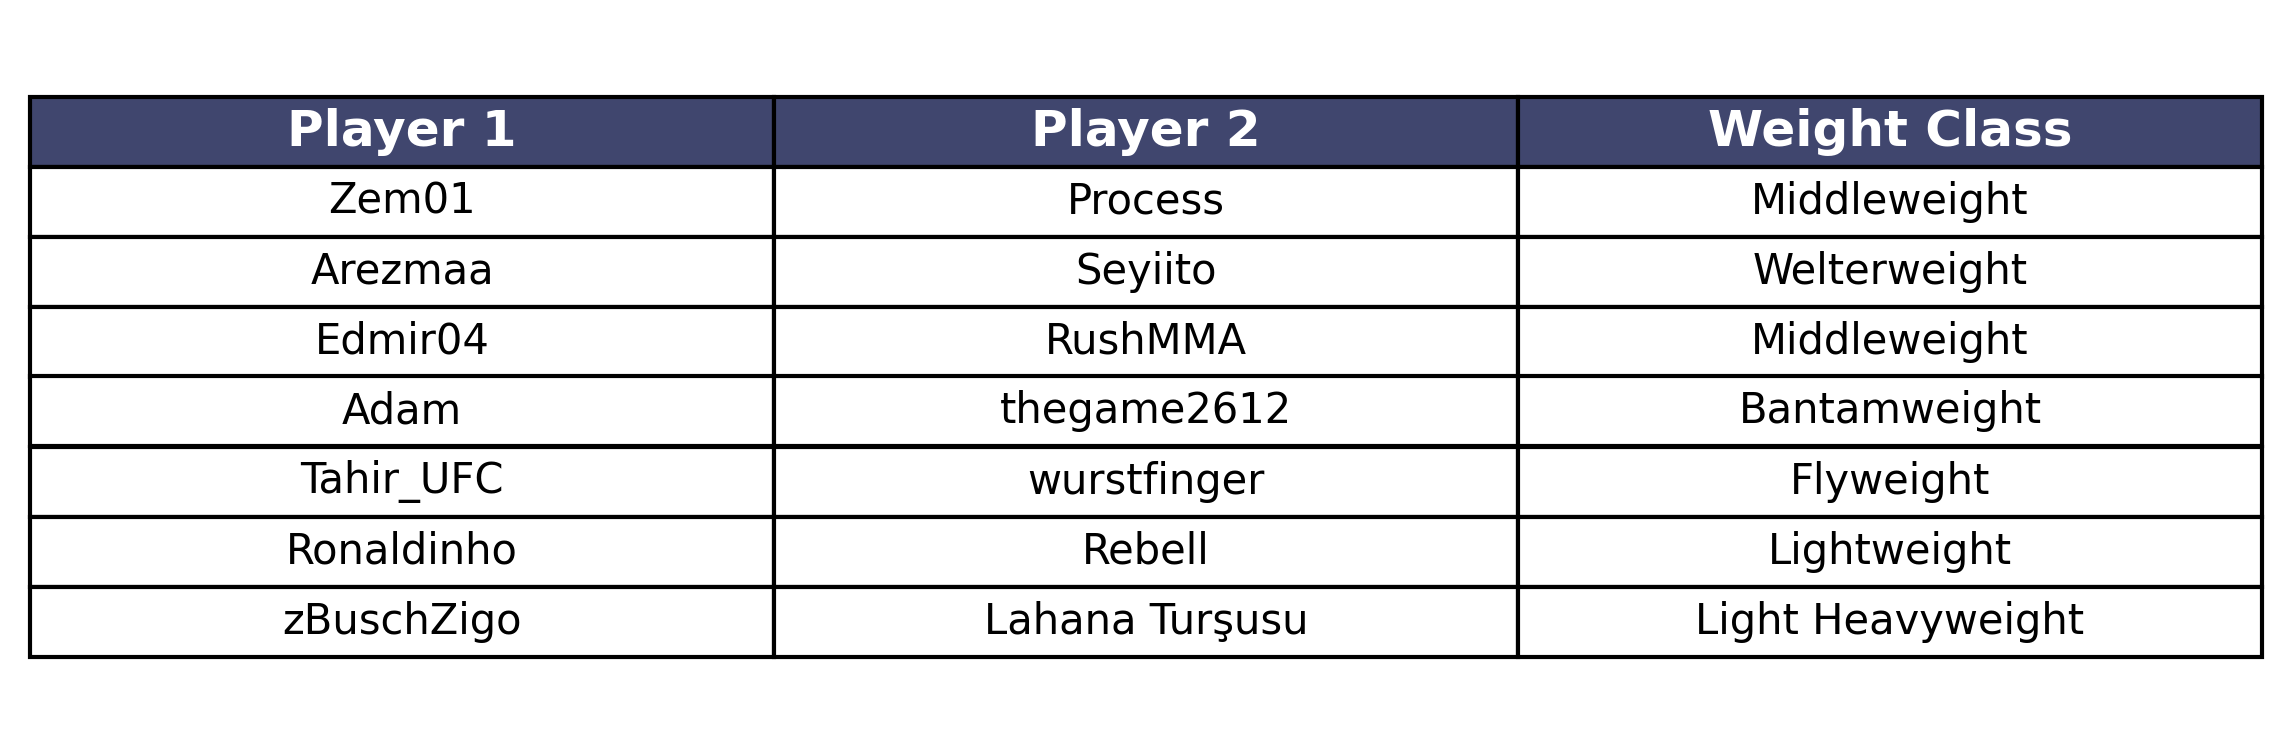 Player 1 Player 2 Weight Class
Zem01 Process Middleweight
Arezmaa Seyiito Welterweight
Edmir04 RushMMA Middleweight
Adam thegame2612 Bantamweight
Tahir_UFC wurstfinger Flyweight
Ronaldinho Rebell Lightweight
zBuschZigo Lahana Turşusu Light Heavyweight